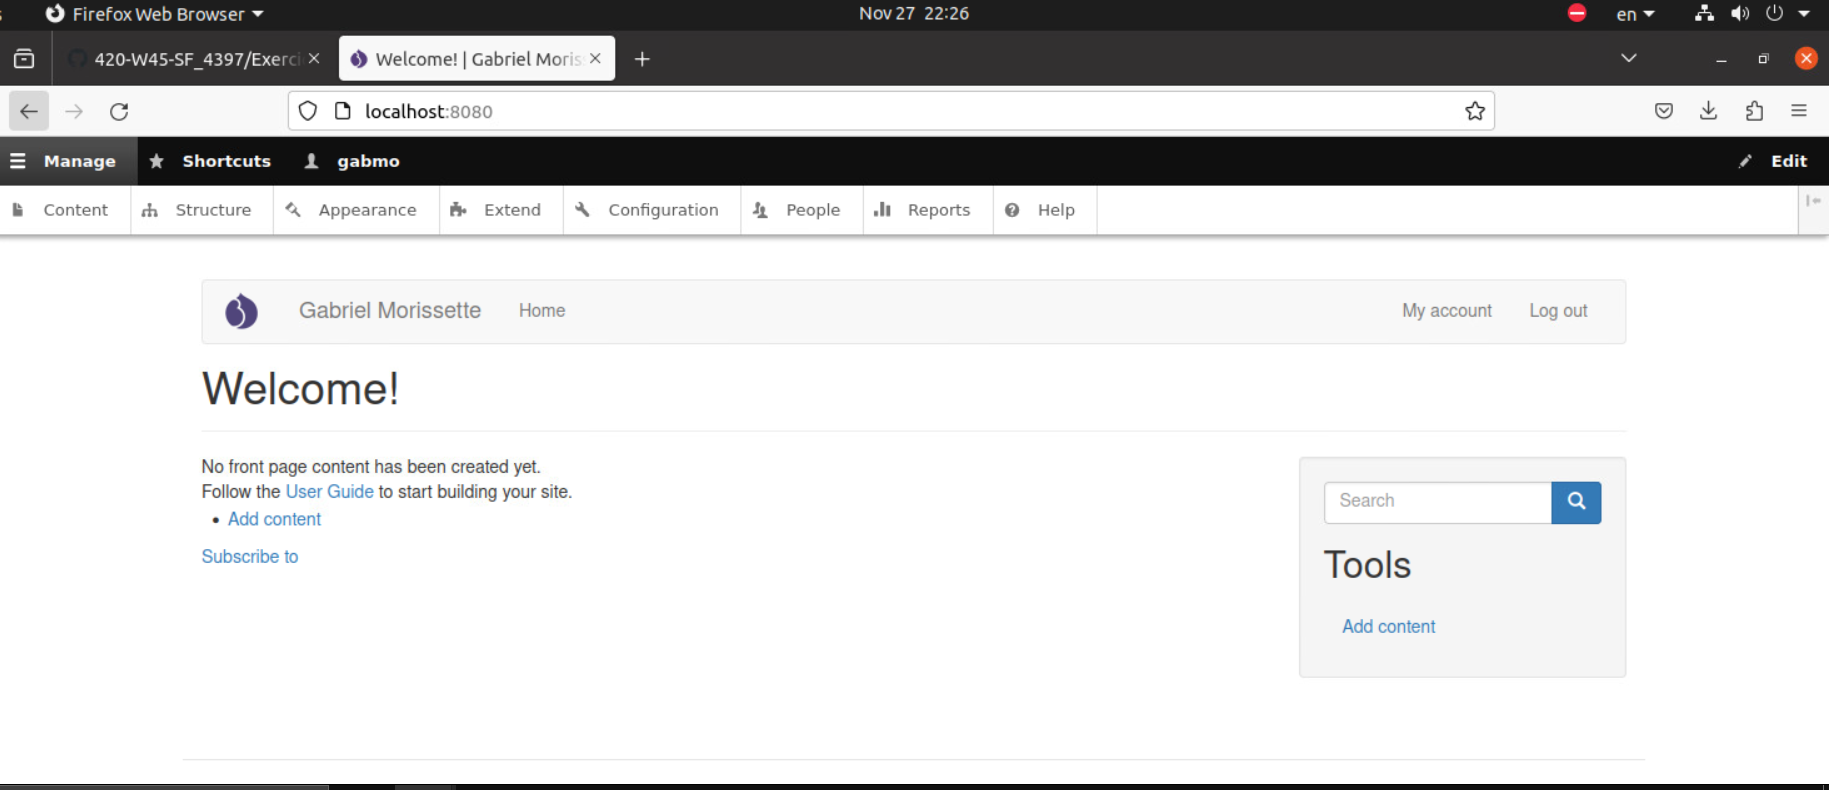 Firefox Web Browser
Nov 27 22:26
en
420-W45-SF_4397/Exerci
Welcome! | Gabriel Moris
localhost:8080
Manage
Shortcuts
gabmo
Edit
Content
Structure
Appearance
Extend
Configuration
People
Reports
Help
Gabriel Morissette
Home
My account
Log out
Welcome!
No front page content has been created yet.
Follow the User Guide to start building your site.
• Add content
Subscribe to
Search
Tools
Add content